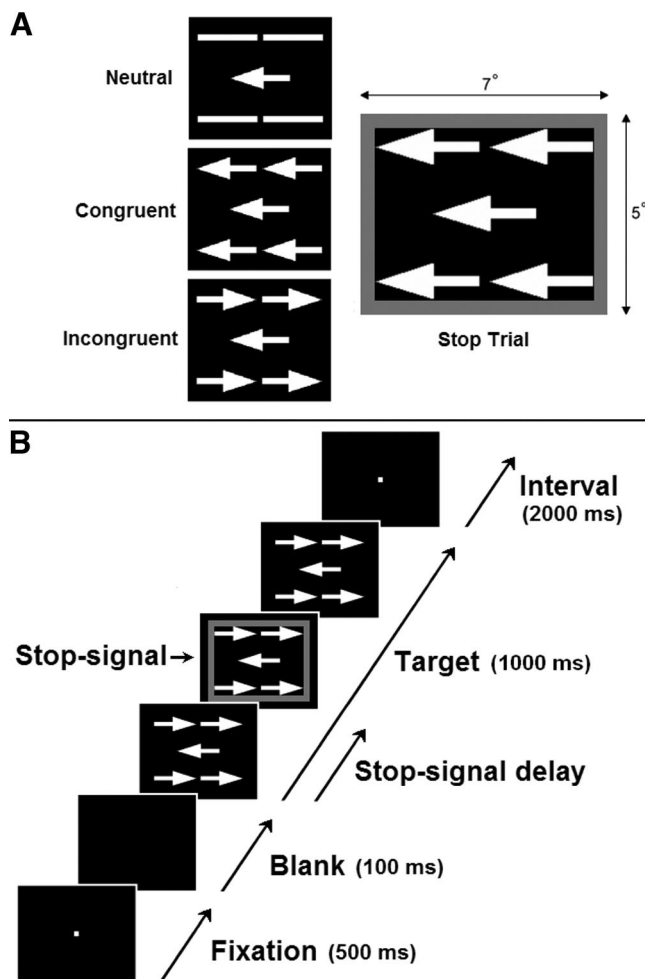 A
Neutral
Congruent
Incongruent
7°
5°
Stop Trial
B
Interval
(2000 ms)
Stop-signal
Target (1000 ms)
Stop-signal delay
Blank (100 ms)
Fixation (500 ms)